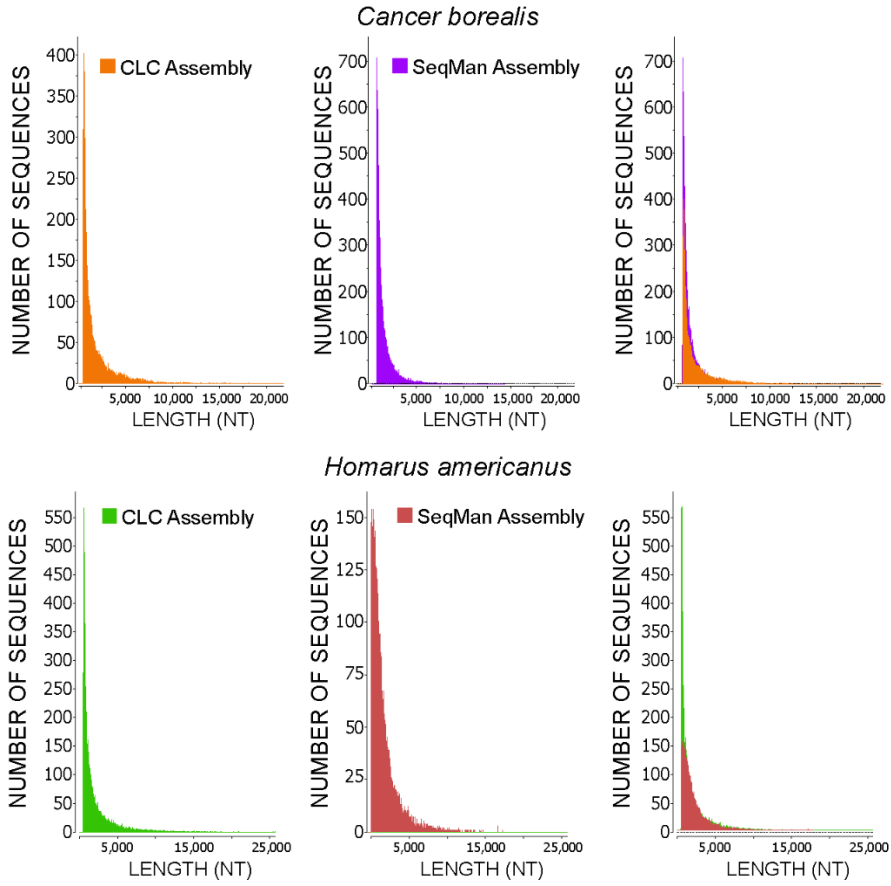 Cancer borealis
NUMBER OF SEQUENCES
400
350
300
250
200
150
100
50
0
CLC Assembly
5,000 10,000 15,000 20,000
LENGTH (NT)
NUMBER OF SEQUENCES
700
600
500
400
300
200
100
0
SeqMan Assembly
5,000 10,000 15,000 20,000
LENGTH (NT)
NUMBER OF SEQUENCES
700
600
500
400
300
200
100
0
5,000 10,000 15,000 20,000
LENGTH (NT)
Homarus americanus
NUMBER OF SEQUENCES
550
500
450
400
350
300
250
200
150
100
50
0
CLC Assembly
5,000 15,000 25,000
LENGTH (NT)
NUMBER OF SEQUENCES
150
125
100
75
50
25
0
SeqMan Assembly
5,000 15,000 25,000
LENGTH (NT)
NUMBER OF SEQUENCES
550
500
450
400
350
300
250
200
150
100
50
0
5,000 15,000 25,000
LENGTH (NT)